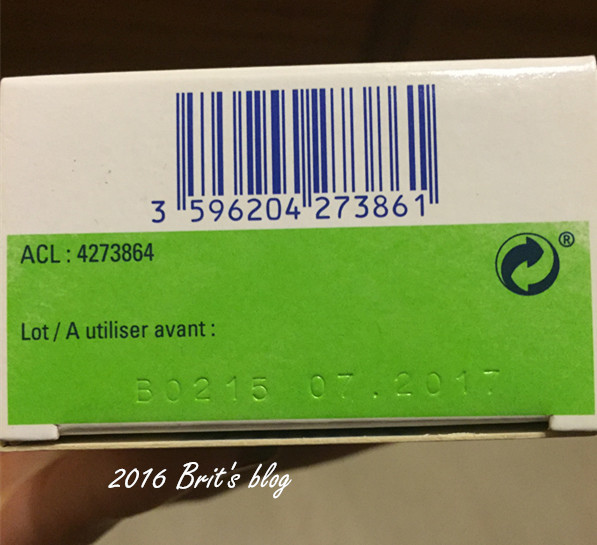 3 596204 273861
ACL : 4273864
®
Lot / A utiliser avant :
B0215 07.2017
2016 Brit's blog